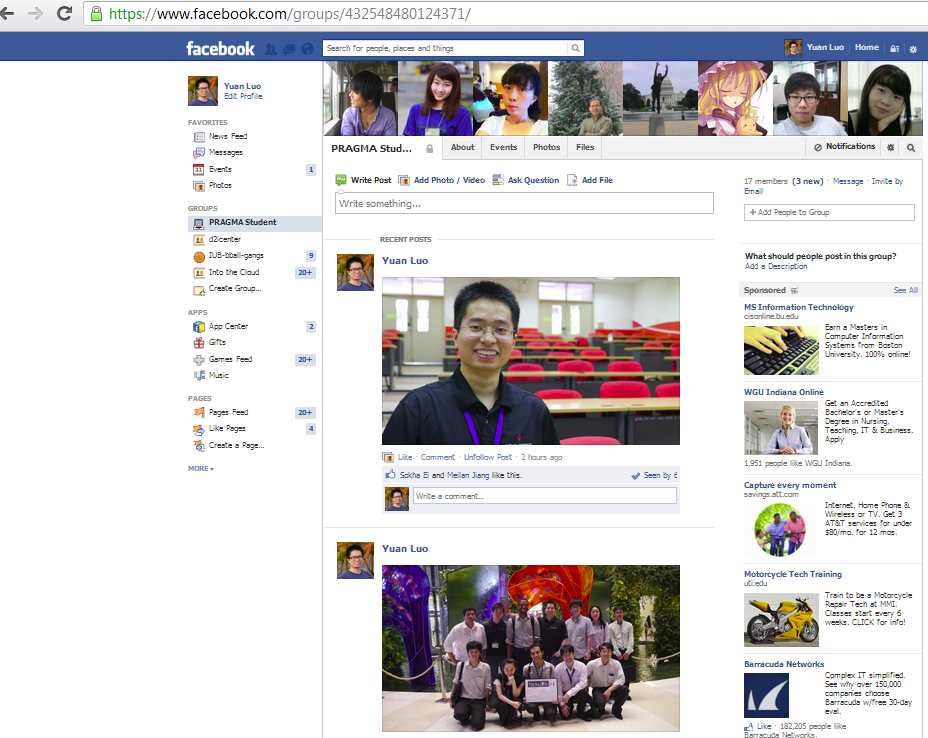 https://www.facebook.com/groups/432548480124371/
facebook
Search for people, places and things
Yuan Luo
Home
Yuan Luo
Edit Profile
FAVORITES
News Feed
Messages
Events 1
Photos
GROUPS
PRAGMA Student
d2icenter
IUB-bball-gangs 9
Into the Cloud 20+
Create Group...
APPS
App Center 2
Gifts
Games Feed 20+
Music
PAGES
Pages Feed 20+
Like Pages 4
Create a Page...
MORE
PRAGMA Stud...
About
Events
Photos
Files
Notifications
Write Post
Add Photo / Video
Ask Question
Add File
Write something...
RECENT POSTS
Yuan Luo
Like · Comment · Unfollow Post · 2 hours ago
Sokha Ei and Meilan Jiang like this.
Seen by 6
Write a comment...
Yuan Luo
17 members (3 new) · Message · Invite by
Email
+ Add People to Group
What should people post in this group?
Add a Description
Sponsored
See All
MS Information Technology
cisonline.bu.edu
Earn a Masters in
Computer Information
Systems from Boston
University. 100% online!
WGU Indiana Online
Get an Accredited
Bachelor's or Master's
Degree in Nursing,
Teaching, IT & Business.
Apply
1,951 people like WGU Indiana.
Capture every moment
savings.att.com
Internet, Home Phone &
Wireless or TV. Get 3
AT&T services for under
$80/mo. for 12 mos.
Motorcycle Tech Training
uti.edu
Train to be a Motorcycle
Repair Tech at MMI.
Classes start every 6
weeks. CLICK for info!
Barracuda Networks
Complex IT simplified.
See why over 150,000
companies choose
Barracuda w/free 30-day
eval.
Like · 182,205 people like
Barracuda Networks.